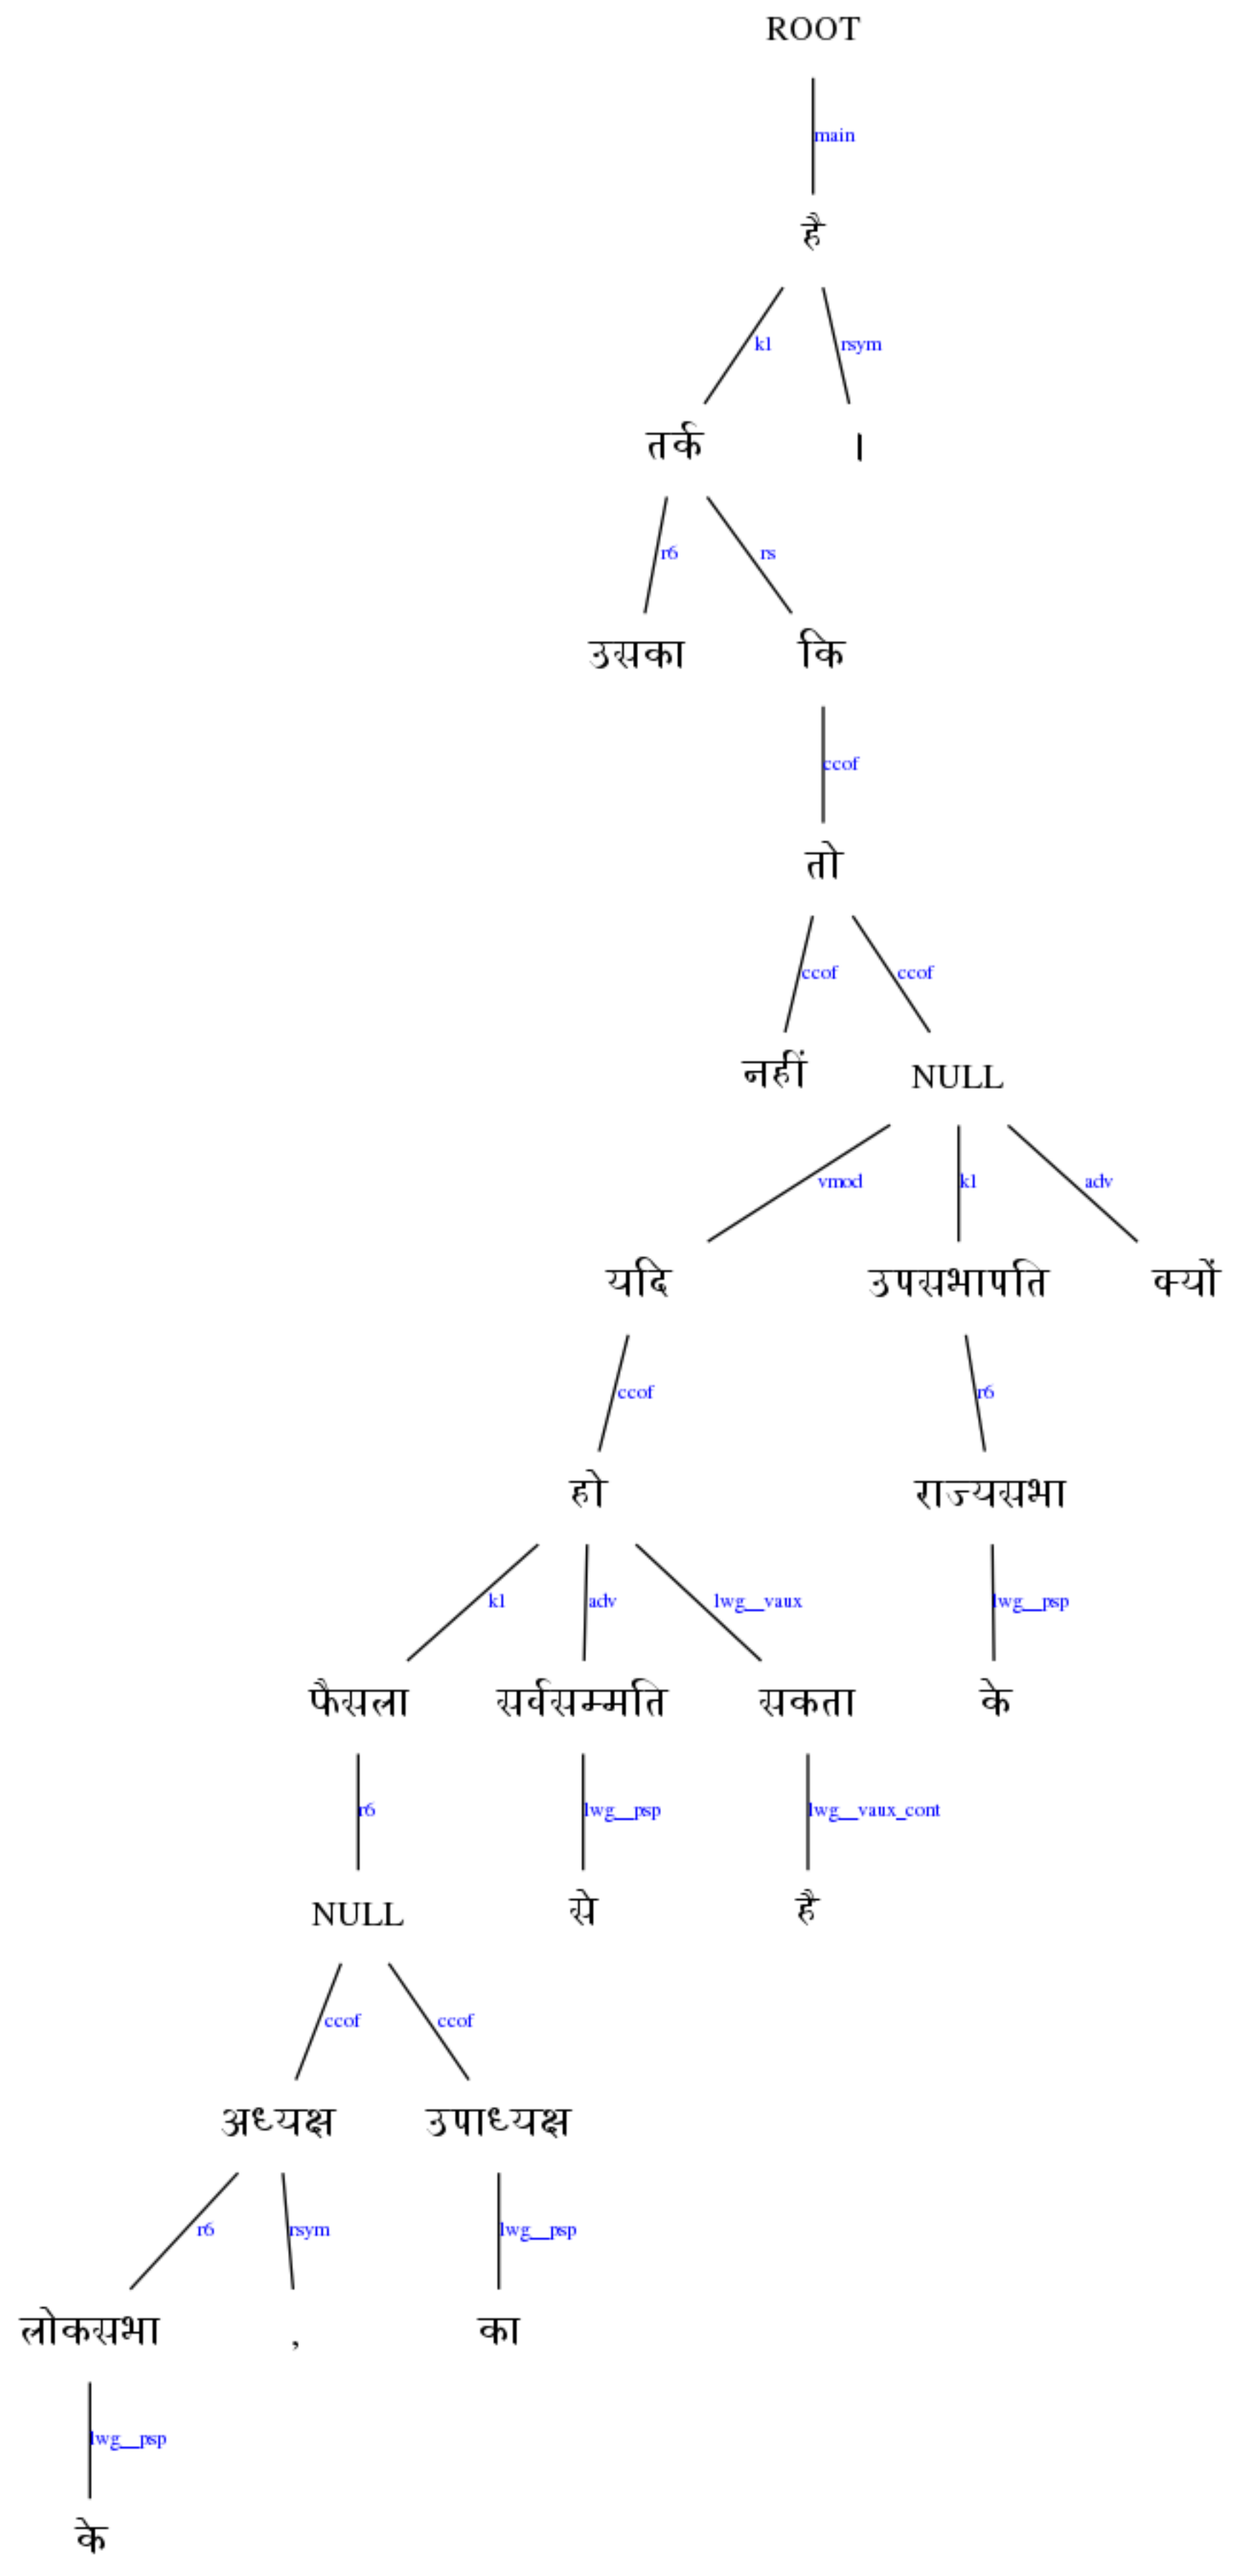 ROOT
main
है
k1 rsym
तर्क ।
r6 rs
उसका कि
ccof
तो
ccof ccof
नहीं NULL
vmod k1 adv
यदि उपसभापति क्यों
ccof r6
हो राज्यसभा
k1 adv lwg__vaux lwg__psp
फैसला सर्वसम्मति सकता के
r6 lwg__psp lwg__vaux_cont
NULL से है
ccof ccof
अध्यक्ष उपाध्यक्ष
r6 rsym lwg__psp
लोकसभा , का
lwg__psp
के